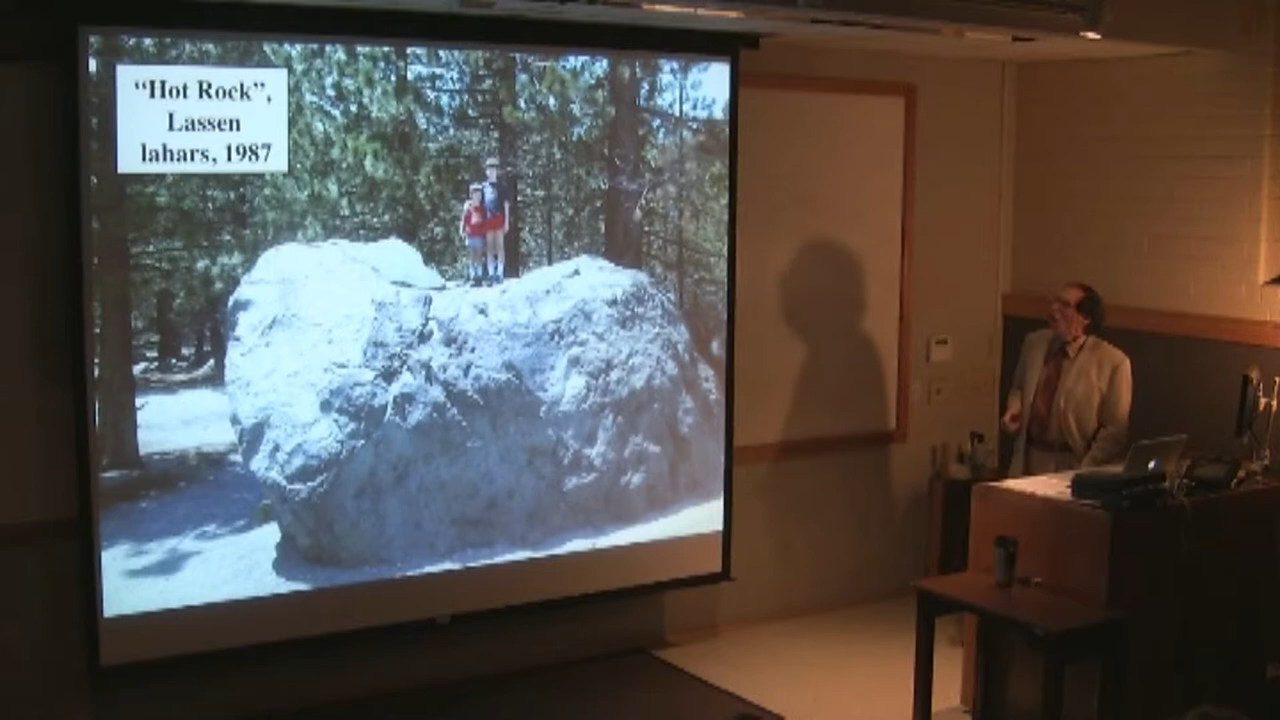 “Hot Rock”,
Lassen
lahars, 1987